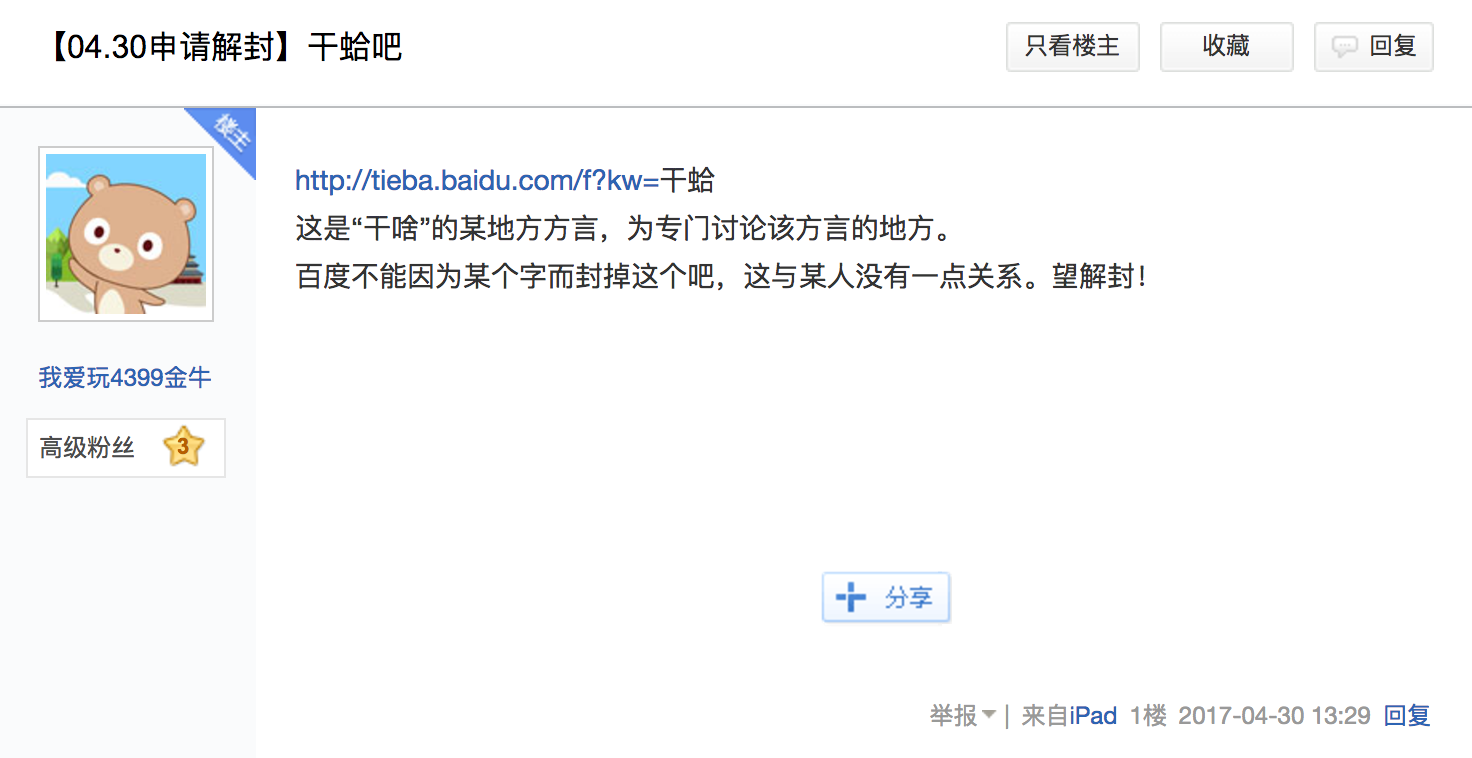 【04.30申请解封】干蛤吧
只看楼主
收藏
回复
楼主
http://tieba.baidu.com/f?kw=干蛤
这是“干啥”的某地方方言，为专门讨论该方言的地方。
百度不能因为某个字而封掉这个吧，这与某人没有一点关系。望解封！
我爱玩4399金牛
高级粉丝 3
分享
举报 | 来自iPad 1楼 2017-04-30 13:29 回复